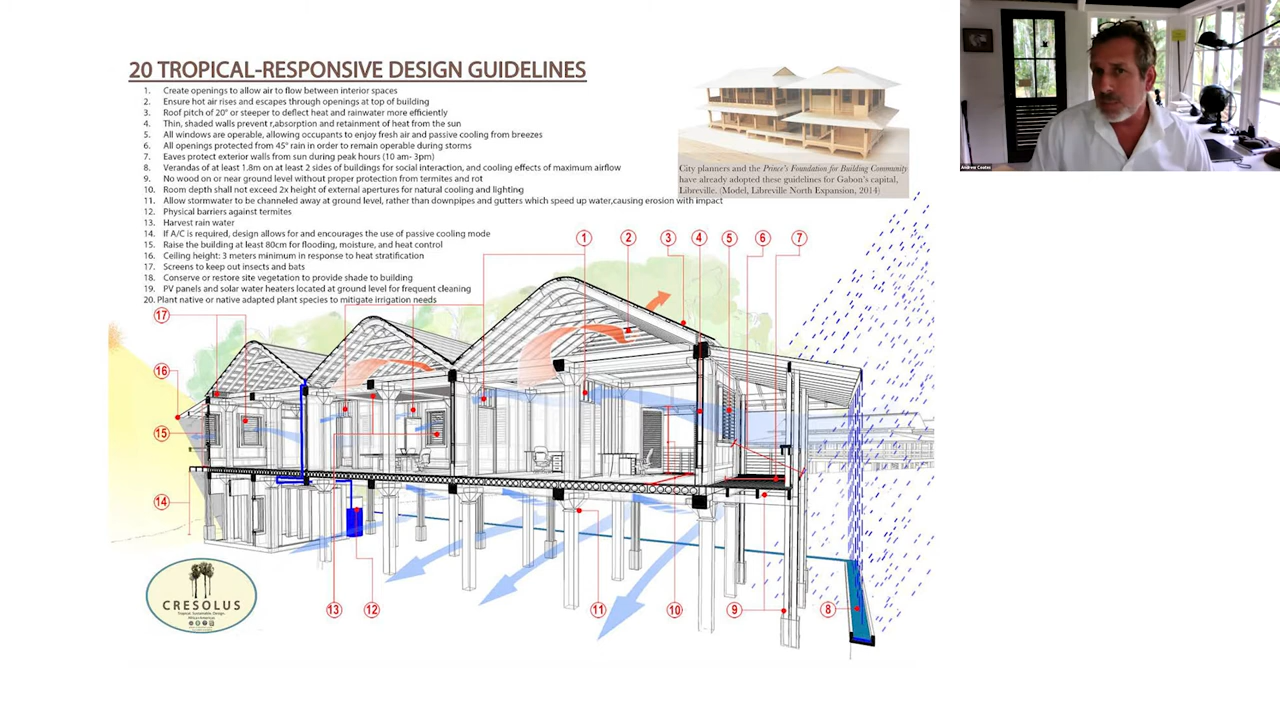 20 TROPICAL-RESPONSIVE DESIGN GUIDELINES
1. Create openings to allow air to flow between interior spaces
2. Ensure hot air rises and escapes through openings at top of building
3. Roof pitch of 20° or steeper to deflect heat and rainwater more efficiently
4. Thin, shaded walls prevent r,absorption and retainment of heat from the sun
5. All windows are operable, allowing occupants to enjoy fresh air and passive cooling from breezes
6. All openings protected from 45° rain in order to remain operable during storms
7. Eaves protect exterior walls from sun during peak hours (10 am- 3pm)
8. Verandas of at least 1.8m on at least 2 sides of buildings for social interaction, and cooling effects of maximum airflow
9. No wood on or near ground level without proper protection from termites and rot
10. Room depth shall not exceed 2x height of external apertures for natural cooling and lighting
11. Allow stormwater to be channeled away at ground level, rather than downpipes and gutters which speed up water,causing erosion with impact
12. Physical barriers against termites
13. Harvest rain water
14. If A/C is required, design allows for and encourages the use of passive cooling mode
15. Raise the building at least 80cm for flooding, moisture, and heat control
16. Ceiling height: 3 meters minimum in response to heat stratification
17. Screens to keep out insects and bats
18. Conserve or restore site vegetation to provide shade to building
19. PV panels and solar water heaters located at ground level for frequent cleaning
20. Plant native or native adapted plant species to mitigate irrigation needs
City planners and the Prince's Foundation for Building Community
have already adopted these guidelines for Gabon's capital,
Libreville. (Model, Libreville North Expansion, 2014)
Andrew Coates
1 2 3 4 5 6 7
17
16
15
14
13 12 11 10 9 8
CRESOLUS
Tropical. Sustainable. Design.